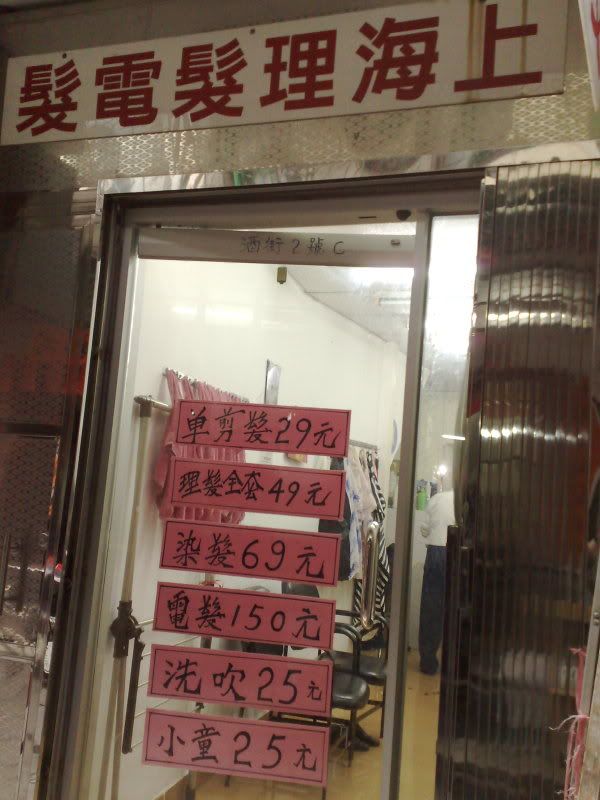 上海理髮電髮
街2號C
单剪髮29元
理髮全套49元
染髮69元
電髮150元
洗吹25元
小童25元